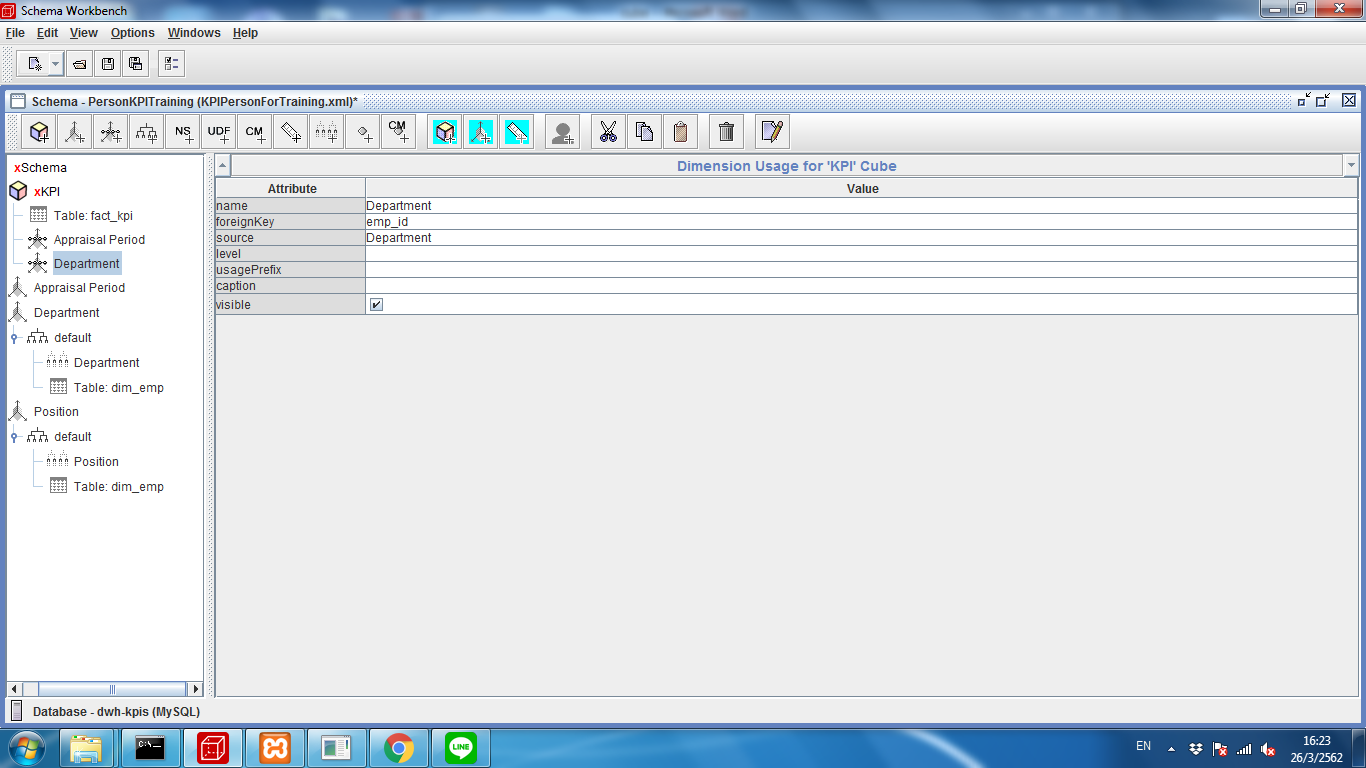 Schema Workbench
File Edit View Options Windows Help
Schema - PersonKPITraining (KPIPersonForTraining.xml)*
NS UDF CM CM
xSchema
xKPI
Table: fact_kpi
Appraisal Period
Department
Appraisal Period
Department
default
Department
Table: dim_emp
Position
default
Position
Table: dim_emp
Dimension Usage for 'KPI' Cube
Attribute Value
name Department
foreignKey emp_id
source Department
level
usagePrefix
caption
visible
Database - dwh-kpis (MySQL)
C:\
LINE
EN
16:23
26/3/2562